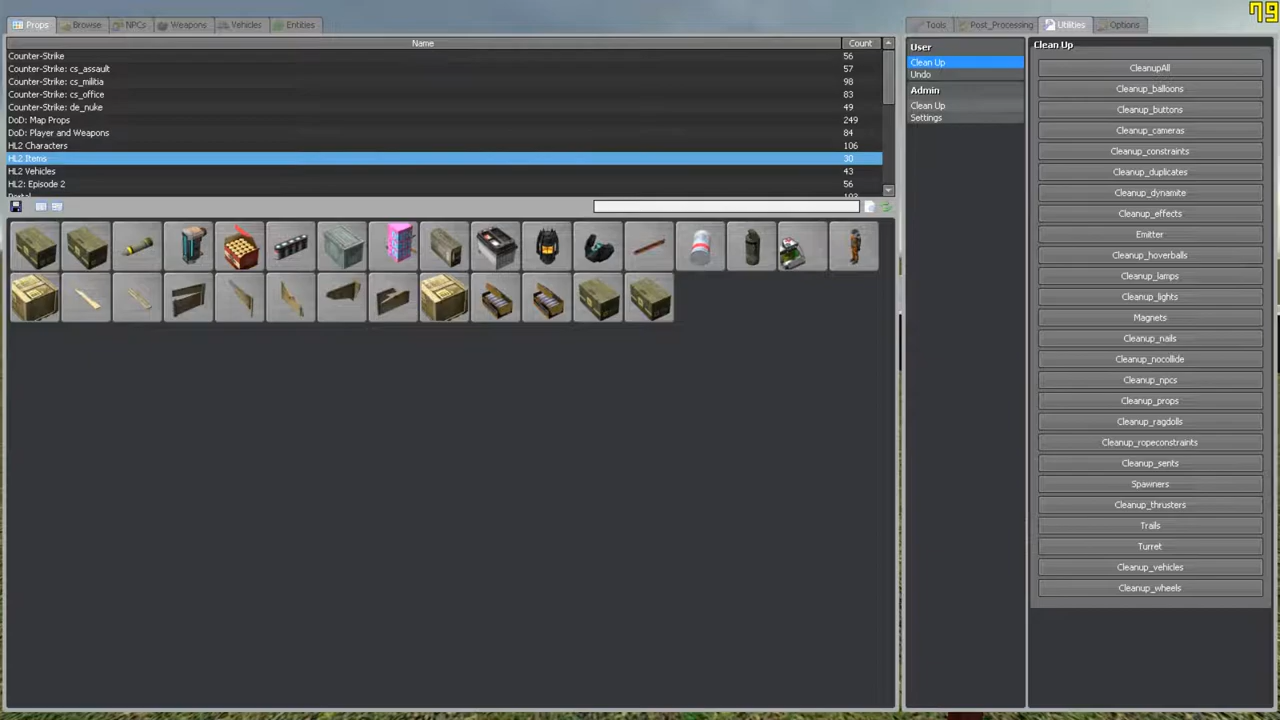 79
Props Browse NPCs Weapons Vehicles Entities
Tools Post_Processing Utilities Options
Name Count
Counter-Strike 56
Counter-Strike: cs_assault 57
Counter-Strike: cs_militia 98
Counter-Strike: cs_office 83
Counter-Strike: de_nuke 49
DoD: Map Props 249
DoD: Player and Weapons 84
HL2 Characters 106
HL2 Items 30
HL2 Vehicles 43
HL2: Episode 2 56
User
Clean Up
Undo
Admin
Clean Up
Settings
Clean Up
CleanupAll
Cleanup_balloons
Cleanup_buttons
Cleanup_cameras
Cleanup_constraints
Cleanup_duplicates
Cleanup_dynamite
Cleanup_effects
Emitter
Cleanup_hoverballs
Cleanup_lamps
Cleanup_lights
Magnets
Cleanup_nails
Cleanup_nocollide
Cleanup_npcs
Cleanup_props
Cleanup_ragdolls
Cleanup_ropeconstraints
Cleanup_sents
Spawners
Cleanup_thrusters
Trails
Turret
Cleanup_vehicles
Cleanup_wheels